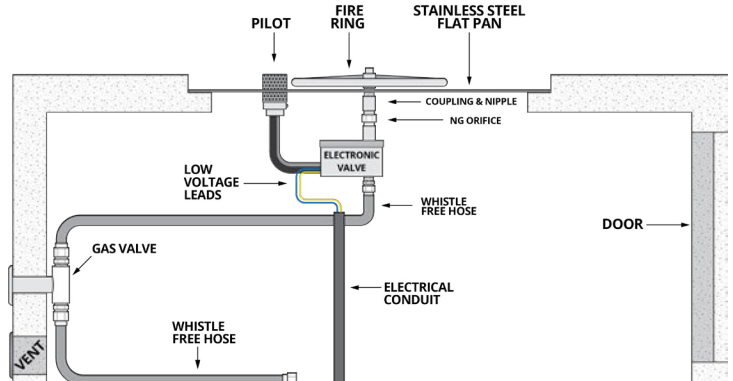 FIRE
RING
STAINLESS STEEL
FLAT PAN
PILOT
COUPLING & NIPPLE
NG ORIFICE
ELECTRONIC
VALVE
LOW
VOLTAGE
LEADS
WHISTLE
FREE HOSE
DOOR
GAS VALVE
ELECTRICAL
CONDUIT
WHISTLE
FREE HOSE
VENT